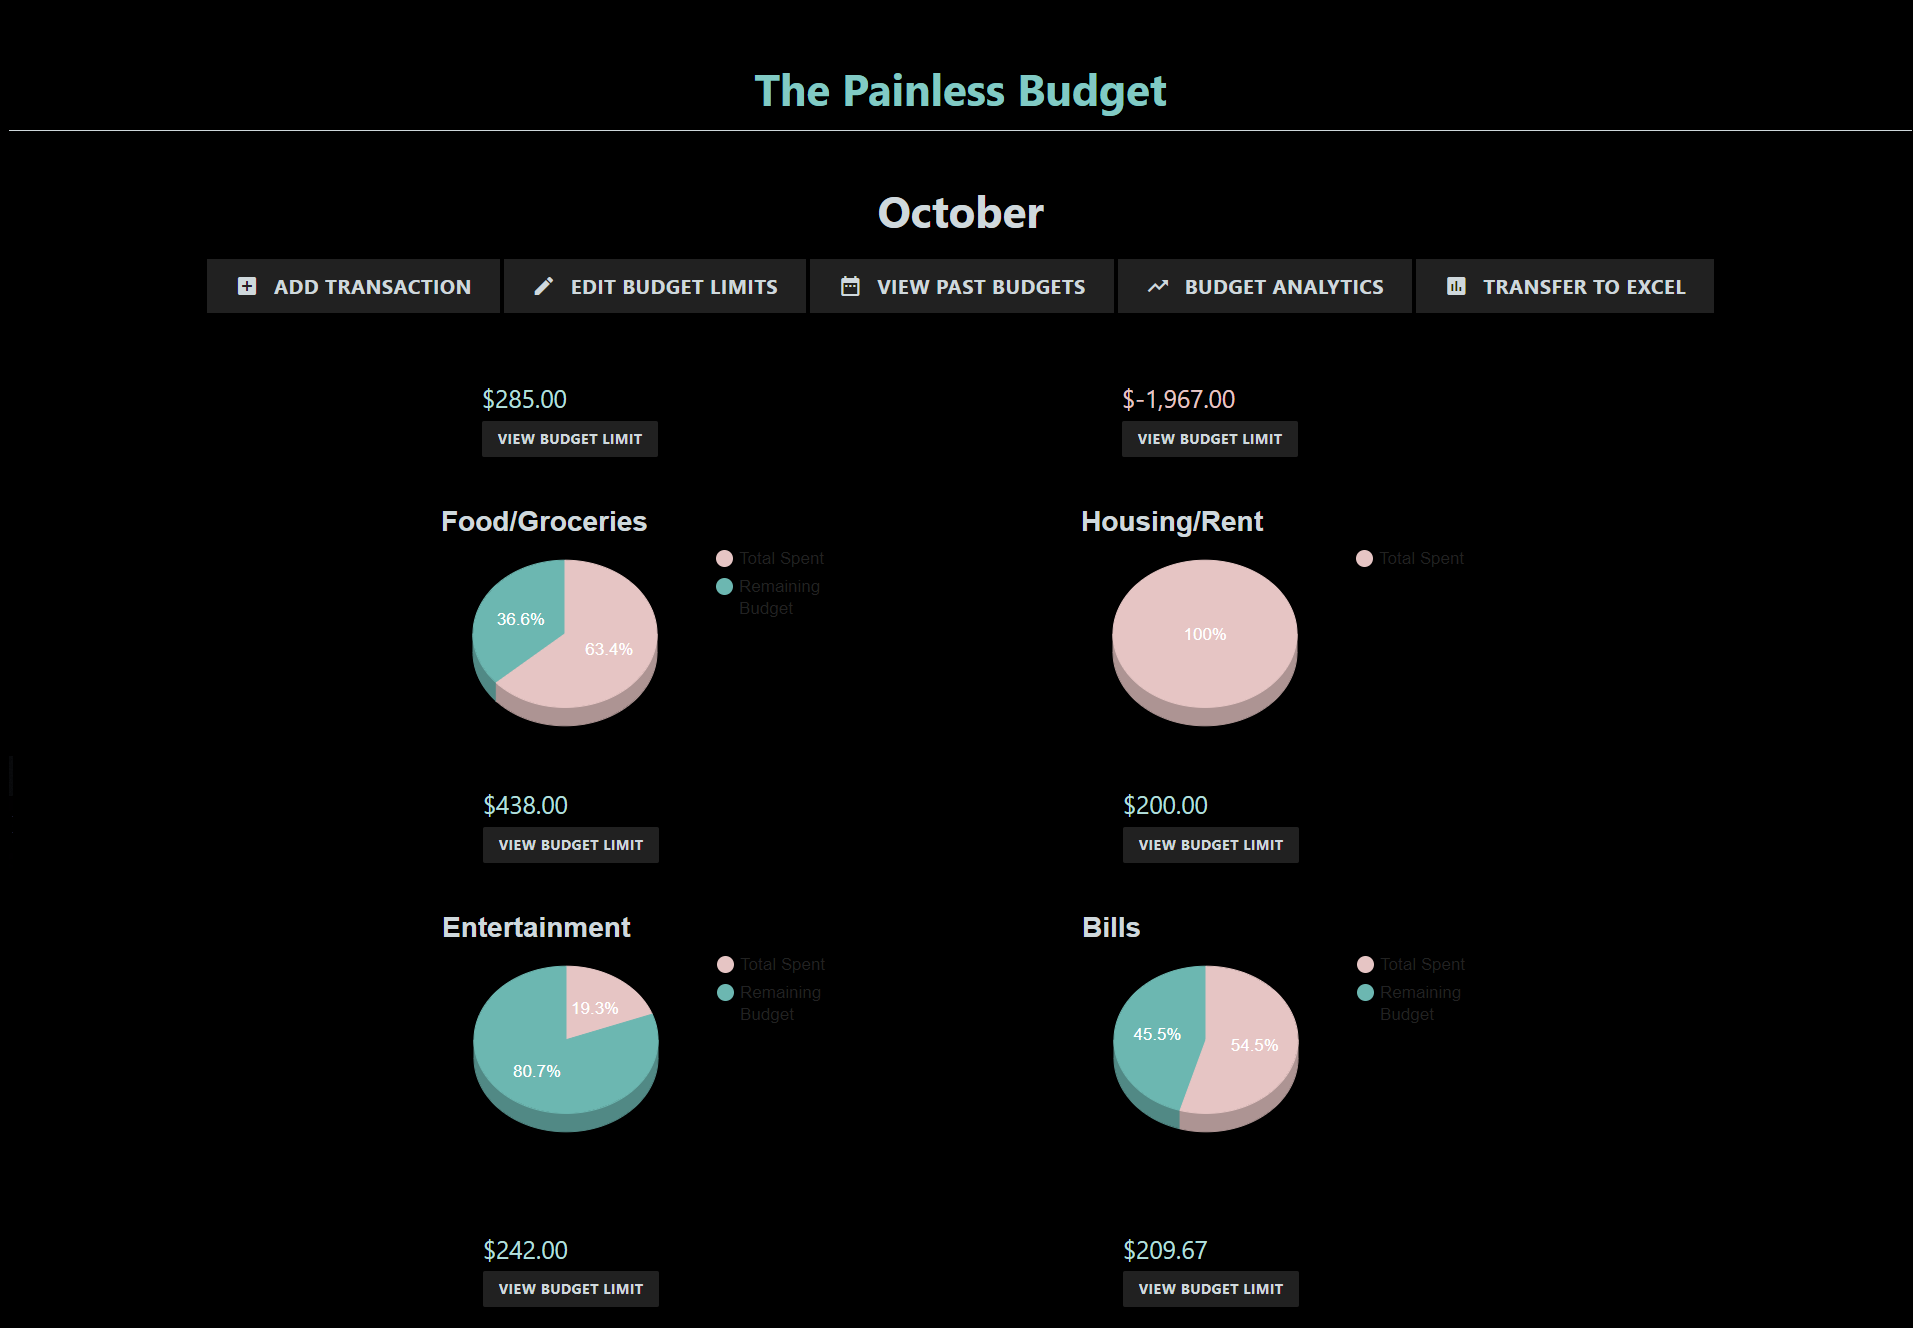 The Painless Budget
October
ADD TRANSACTION
EDIT BUDGET LIMITS
VIEW PAST BUDGETS
BUDGET ANALYTICS
TRANSFER TO EXCEL
$285.00
VIEW BUDGET LIMIT
$-1,967.00
VIEW BUDGET LIMIT
Food/Groceries
Total Spent
Remaining
Budget
36.6%
63.4%
Housing/Rent
Total Spent
100%
$438.00
VIEW BUDGET LIMIT
$200.00
VIEW BUDGET LIMIT
Entertainment
Total Spent
Remaining
Budget
19.3%
80.7%
Bills
Total Spent
Remaining
Budget
45.5%
54.5%
$242.00
VIEW BUDGET LIMIT
$209.67
VIEW BUDGET LIMIT